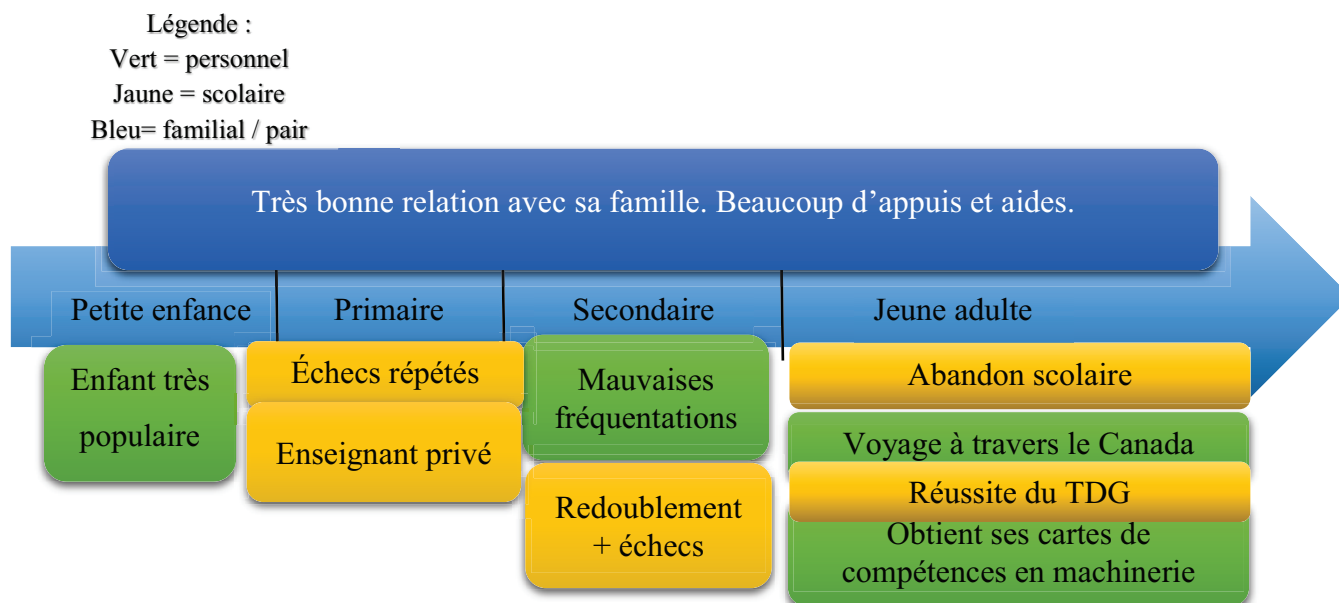 Légende :
Vert = personnel
Jaune = scolaire
Bleu= familial / pair
Très bonne relation avec sa famille. Beaucoup d’appuis et aides.
Petite enfance
Primaire
Secondaire
Jeune adulte
Enfant très
populaire
Échecs répétés
Enseignant privé
Mauvaises
fréquentations
Redoublement
+ échecs
Abandon scolaire
Voyage à travers le Canada
Réussite du TDG
Obtient ses cartes de
compétences en machinerie